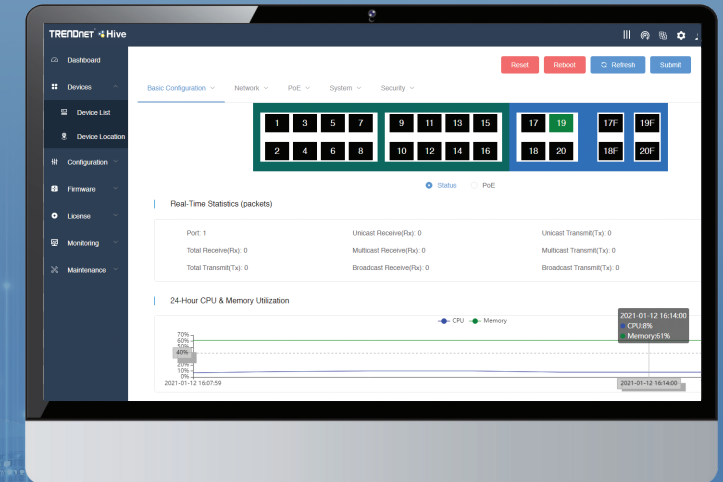 TRENDnet Hive
Dashboard
Devices
Device List
Device Location
Configuration
Firmware
License
Monitoring
Maintenance
Reset Reboot Refresh Submit
Basic Configuration Network PoE System Security
1 3 5 7 9 11 13 15 17 19 17F 19F
2 4 6 8 10 12 14 16 18 20 18F 20F
Status PoE
Real-Time Statistics (packets)
Port: 1 Unicast Receive(Rx): 0 Unicast Transmit(Tx): 0
Total Receive(Rx): 0 Multicast Receive(Rx): 0 Multicast Transmit(Tx): 0
Total Transmit(Tx): 0 Broadcast Receive(Rx): 0 Broadcast Transmit(Tx): 0
24-Hour CPU & Memory Utilization
CPU Memory
2021-01-12 16:14:00
CPU:8%
Memory:61%
70%
60%
50%
40%
20%
10%
0%
2021-01-12 16:07:59 2021-01-12 16:14:00